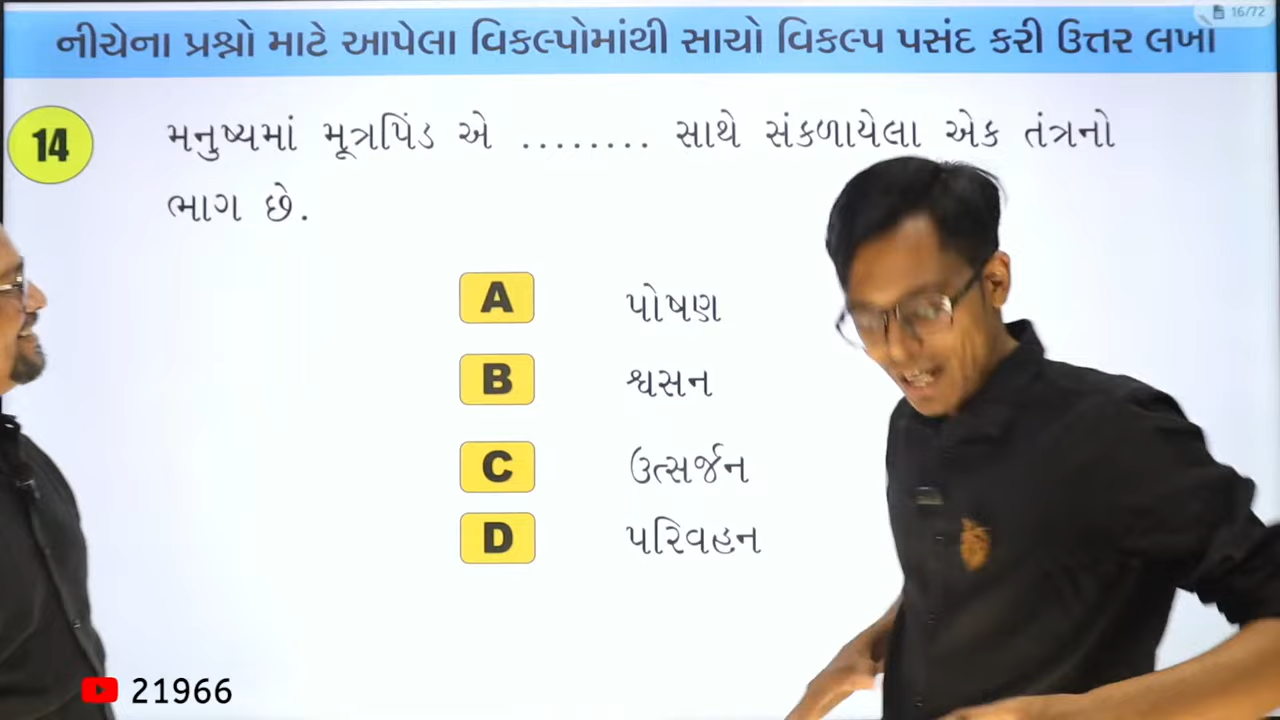 16/72
નીચેના પ્રશ્નો માટે આપેલા વિકલ્પોમાંથી સાચો વિકલ્પ પસંદ કરી ઉત્તર લખો
14
મનુષ્યમાં મૂત્રપિંડ એ ........ સાથે સંકળાયેલા એક તંત્રનો
ભાગ છે.
A પોષણ
B શ્વસન
C ઉત્સર્જન
D પરિવહન
21966